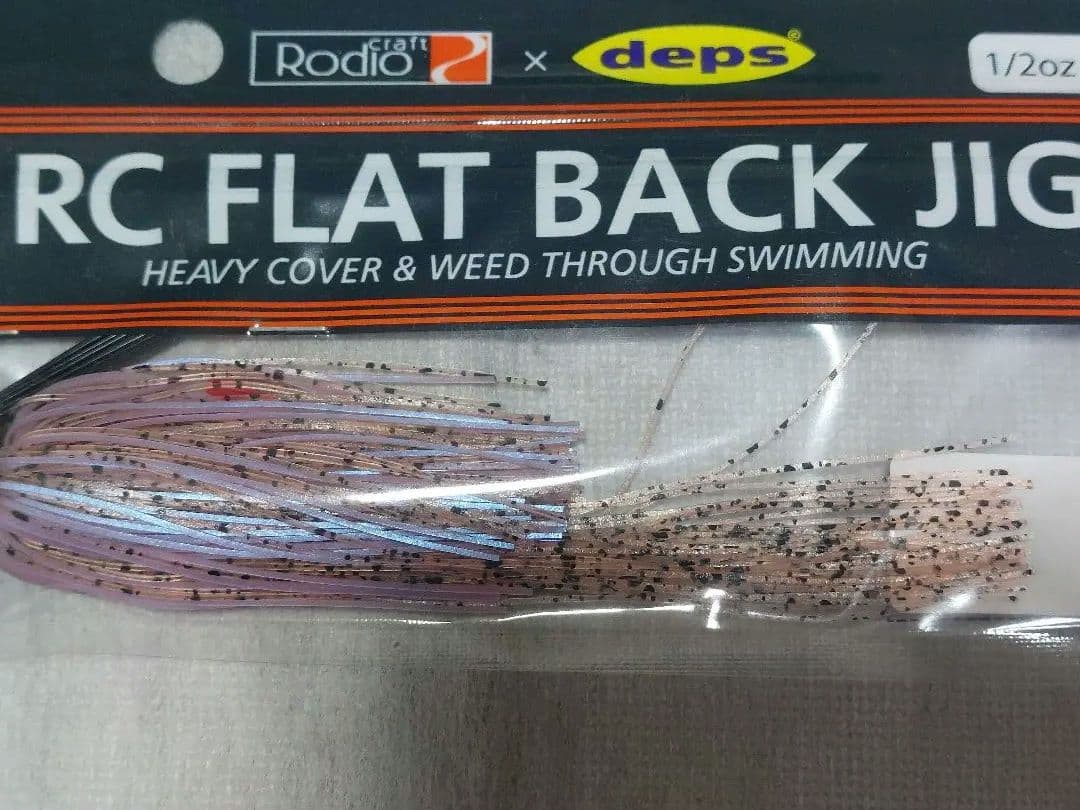 Rodio craft × deps® 1/2oz
RC FLAT BACK JIG
HEAVY COVER & WEED THROUGH SWIMMING